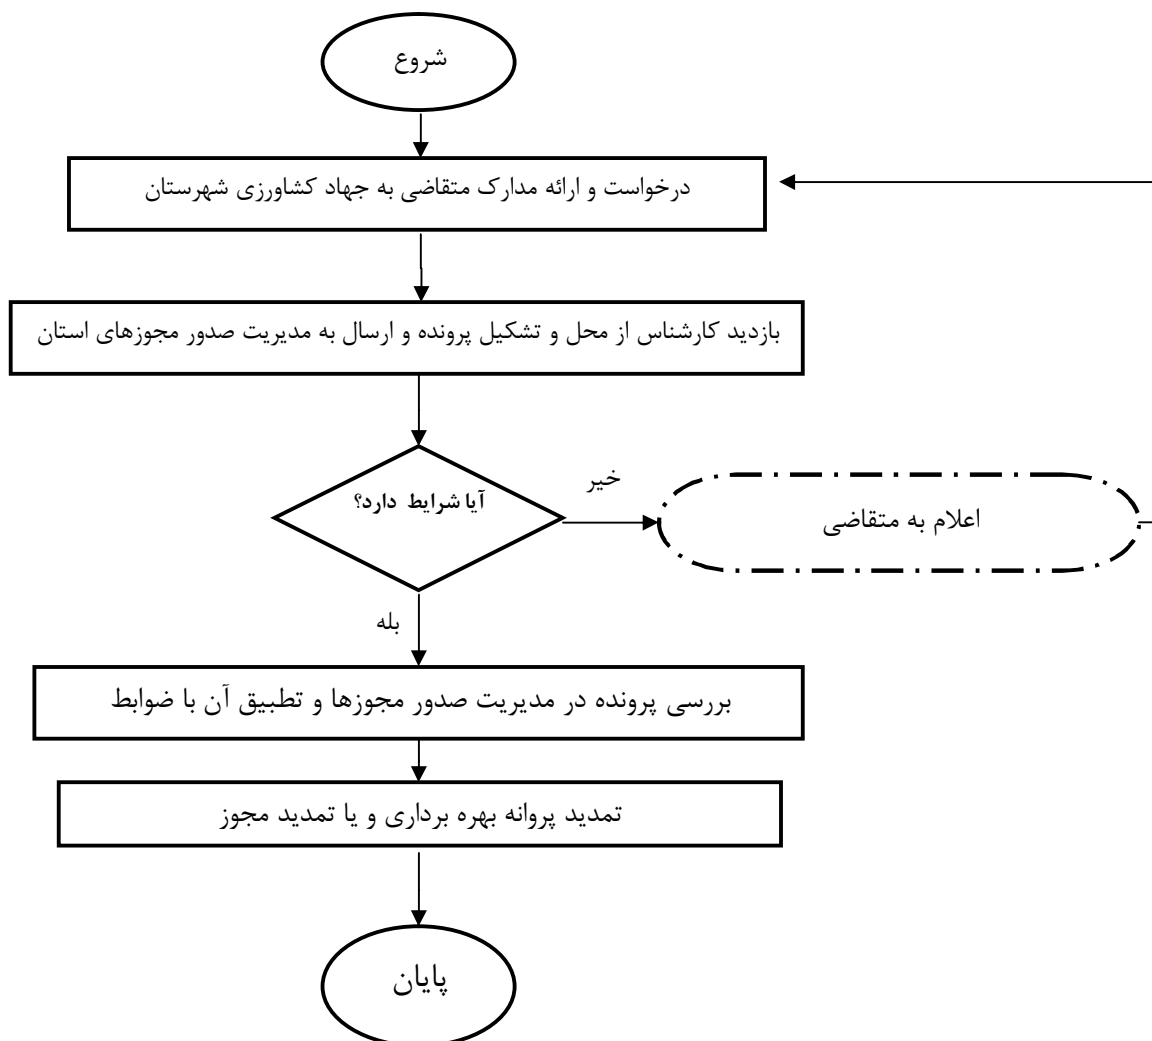 شروع
درخواست و ارائه مدارک متقاضی به جهاد کشاورزی شهرستان
بازدید کارشناس از محل و تشکیل پرونده و ارسال به مدیریت صدور مجوزهای استان
آیا شرایط دارد؟
خیر
اعلام به متقاضی
بله
بررسی پرونده در مدیریت صدور مجوزها و تطبیق آن با ضوابط
تمدید پروانه بهره برداری و یا تمدید مجوز
پایان